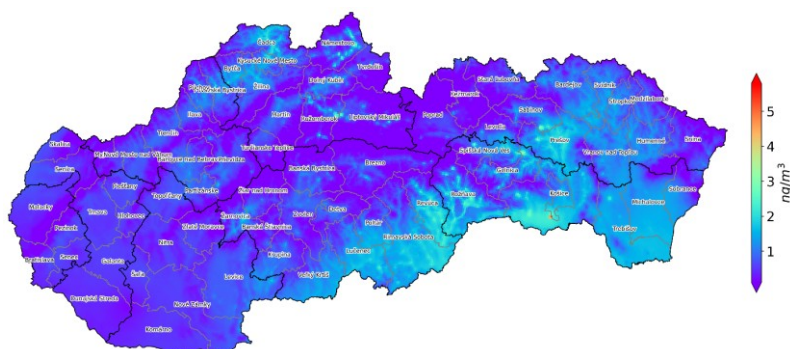 Námestovo
Čadca
Kysucké Nové Mesto
Tvrdošín
Bytča
Dolný Kubín
Stará Ľubovňa
Bardejov
Svidník
Kežmarok
Považská Bystrica
Žilina
Stropkov
Medzilaborce
Sabinov
Ilava
Martin
Ružomberok
Liptovský Mikuláš
Poprad
Levoča
Trenčín
Prešov
Humenné
Snina
Skalica
Turčianske Teplice
Spišská Nová Ves
Vranov nad Topľou
Myjava
Nové Mesto nad Váhom
Bánovce nad Bebravou
Prievidza
Senica
Banská Bystrica
Brezno
Gelnica
Piešťany
Topoľčany
Partizánske
Žiar nad Hronom
Rožňava
Košice
Sobrance
Michalovce
Malacky
Trnava
Hlohovec
Žarnovica
Zvolen
Detva
Revúca
Poltár
Pezinok
Zlaté Moravce
Banská Štiavnica
Trebišov
Nitra
Rimavská Sobota
Bratislava
Senec
Galanta
Krupina
Lučenec
Šaľa
Levice
Veľký Krtíš
Dunajská Streda
Nové Zámky
Komárno
5
4
3
2
1
ng/m³